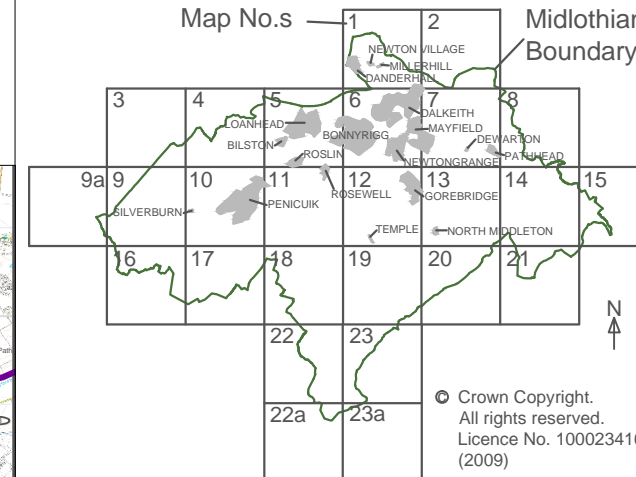 Map No.s
1
2
Midlothian
Boundary
NEWTON VILLAGE
MILLERHILL
DANDERHALL
3
4
5
6
7
8
LOANHEAD
DALKEITH
BONNYRIGG
MAYFIELD
BILSTON
DEWARTON
ROSLIN
PATHHEAD
NEWTONGRANGE
9a
9
10
11
12
13
14
15
ROSEWELL
GOREBRIDGE
PENICUIK
SILVERBURN
TEMPLE
NORTH MIDDLETON
16
17
18
19
20
21
N
22
23
22a
23a
© Crown Copyright.
All rights reserved.
Licence No. 10002341
(2009)
Path